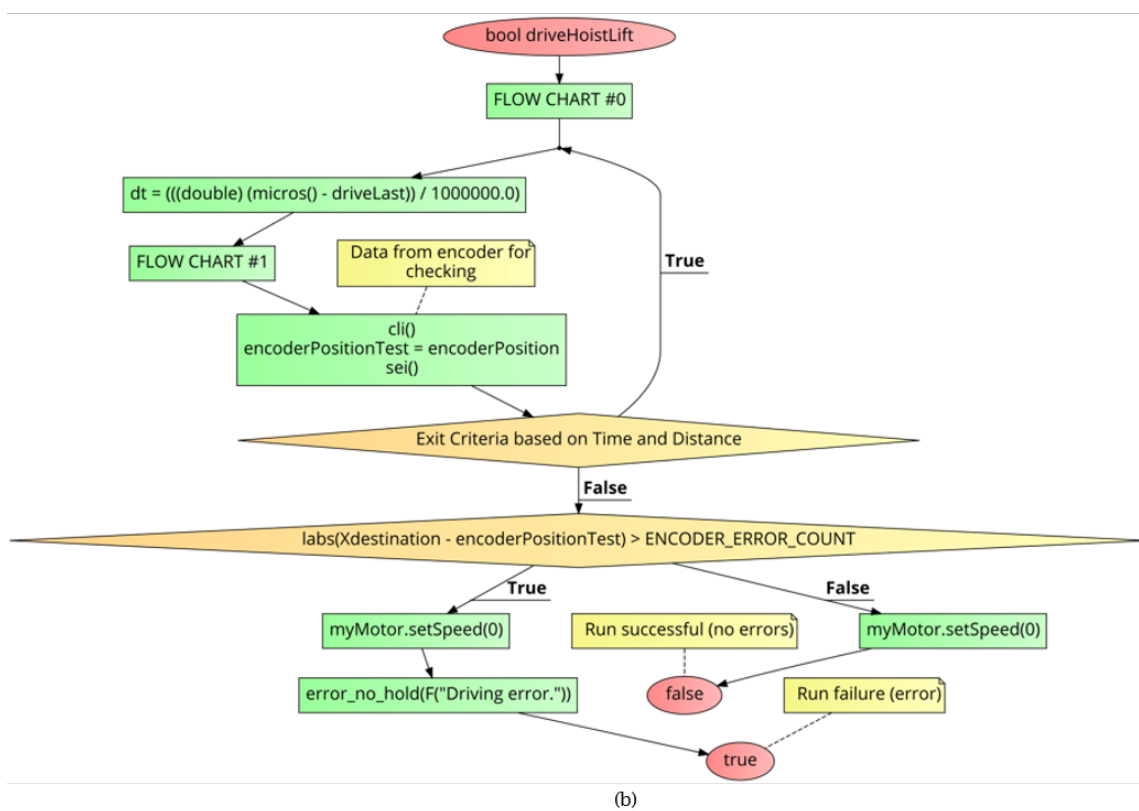 bool driveHoistLift
FLOW CHART #0
dt = (((double) (micros() - driveLast)) / 1000000.0)
FLOW CHART #1
Data from encoder for
checking
True
cli()
encoderPositionTest = encoderPosition
sei()
Exit Criteria based on Time and Distance
False
labs(Xdestination - encoderPositionTest) > ENCODER_ERROR_COUNT
True
False
myMotor.setSpeed(0)
Run successful (no errors)
myMotor.setSpeed(0)
error_no_hold(F("Driving error."))
false
Run failure (error)
true
(b)